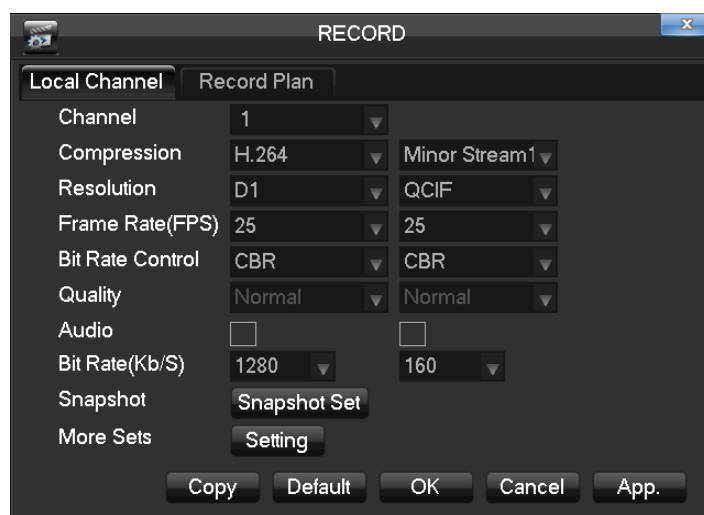 RECORD
x
Local Channel Record Plan
Channel 1
Compression H.264 Minor Stream1
Resolution D1 QCIF
Frame Rate(FPS) 25 25
Bit Rate Control CBR CBR
Quality Normal Normal
Audio
Bit Rate(Kb/S) 1280 160
Snapshot Snapshot Set
More Sets Setting
Copy Default OK Cancel App.